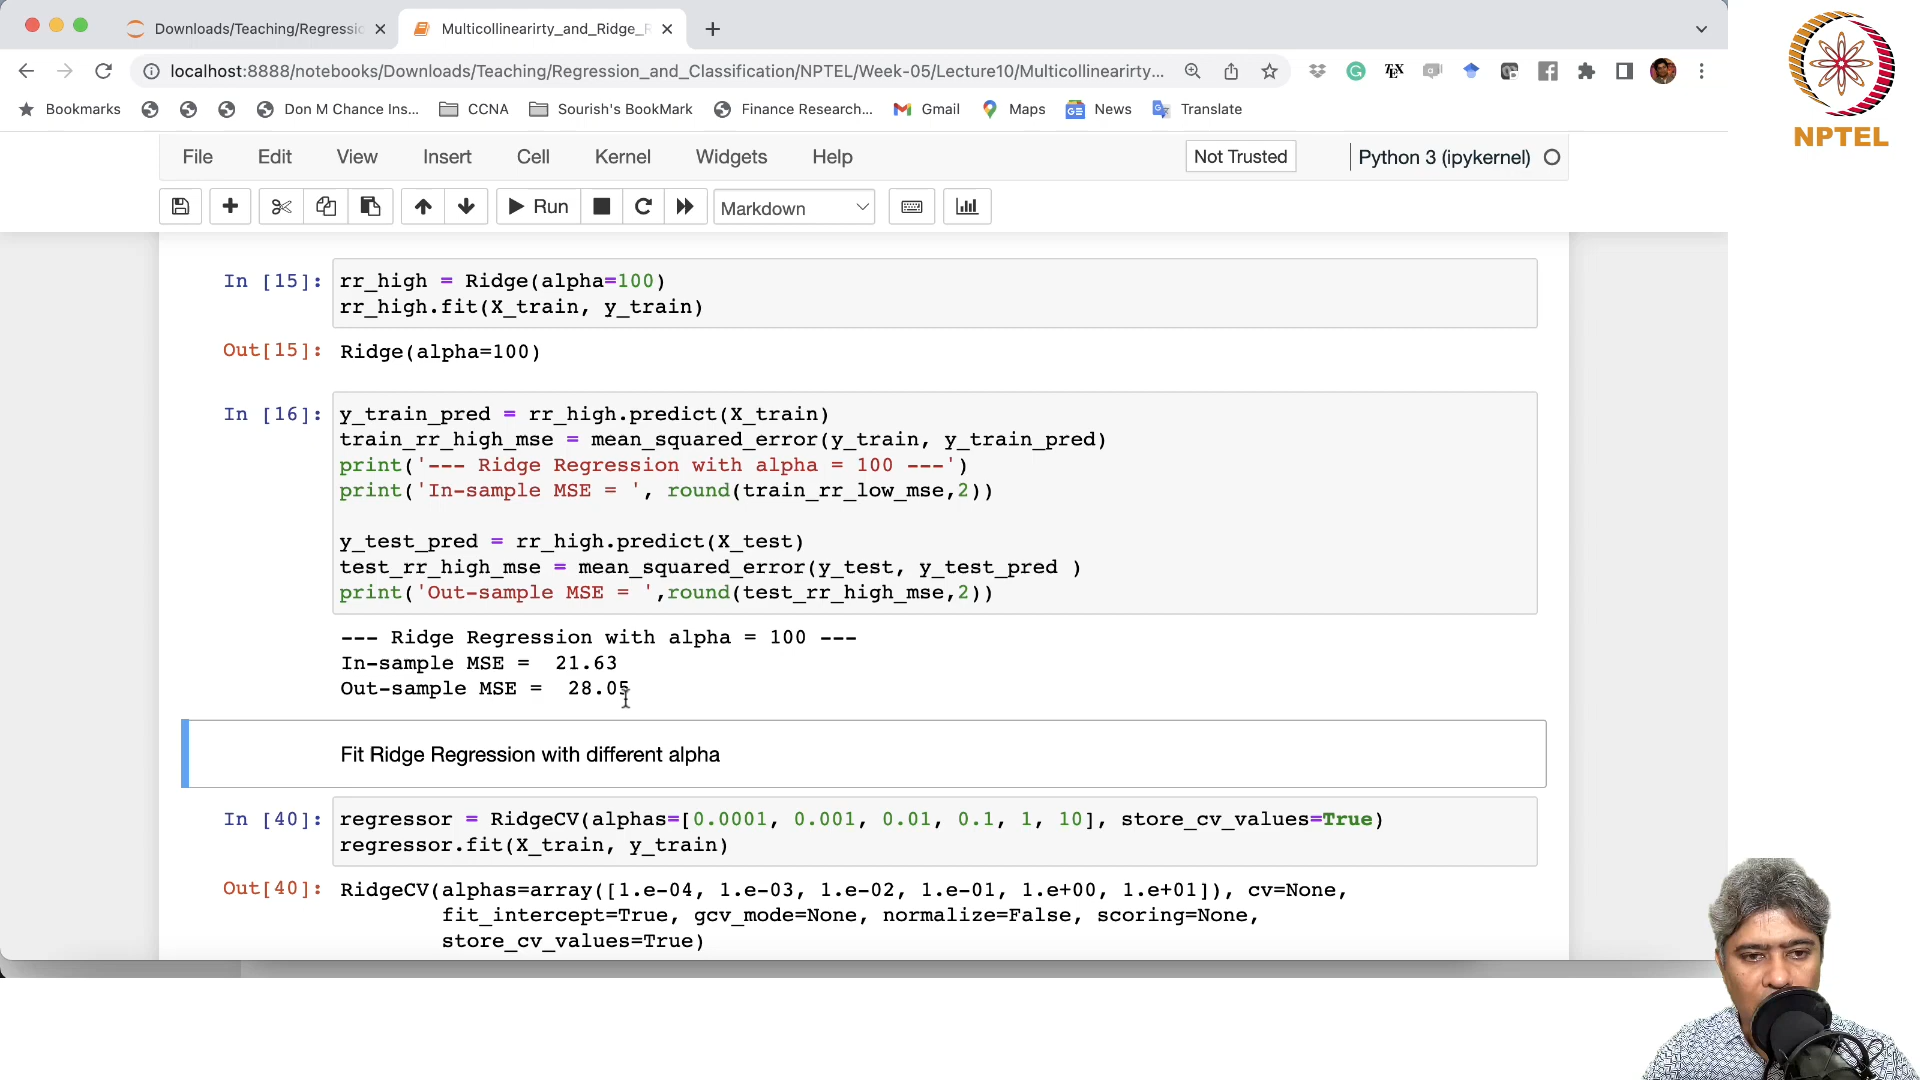 Downloads/Teaching/Regressic
Multicollinearirty_and_Ridge_R
localhost:8888/notebooks/Downloads/Teaching/Regression_and_Classification/NPTEL/Week-05/Lecture10/Multicollinearirty...
Bookmarks
Don M Chance Ins...
CCNA
Sourish's BookMark
Finance Research...
Gmail
Maps
News
Translate
NPTEL
File Edit View Insert Cell Kernel Widgets Help
Not Trusted
Python 3 (ipykernel)
Run
Markdown
In [15]: rr_high = Ridge(alpha=100)
rr_high.fit(X_train, y_train)
Out[15]: Ridge(alpha=100)
In [16]: y_train_pred = rr_high.predict(X_train)
train_rr_high_mse = mean_squared_error(y_train, y_train_pred)
print('--- Ridge Regression with alpha = 100 ---')
print('In-sample MSE = ', round(train_rr_low_mse,2))
y_test_pred = rr_high.predict(X_test)
test_rr_high_mse = mean_squared_error(y_test, y_test_pred )
print('Out-sample MSE = ',round(test_rr_high_mse,2))
--- Ridge Regression with alpha = 100 ---
In-sample MSE =  21.63
Out-sample MSE =  28.05
Fit Ridge Regression with different alpha
In [40]: regressor = RidgeCV(alphas=[0.0001, 0.001, 0.01, 0.1, 1, 10], store_cv_values=True)
regressor.fit(X_train, y_train)
Out[40]: RidgeCV(alphas=array([1.e-04, 1.e-03, 1.e-02, 1.e-01, 1.e+00, 1.e+01]), cv=None,
fit_intercept=True, gcv_mode=None, normalize=False, scoring=None,
store_cv_values=True)